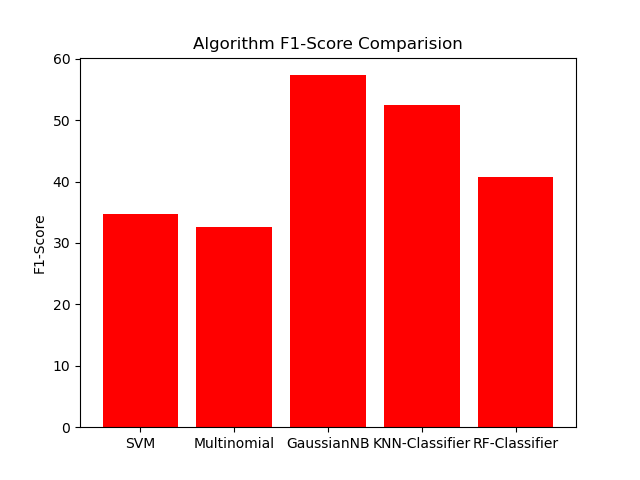 Algorithm F1-Score Comparision
F1-Score
60
50
40
30
20
10
0
SVM Multinomial GaussianNB KNN-Classifier RF-Classifier